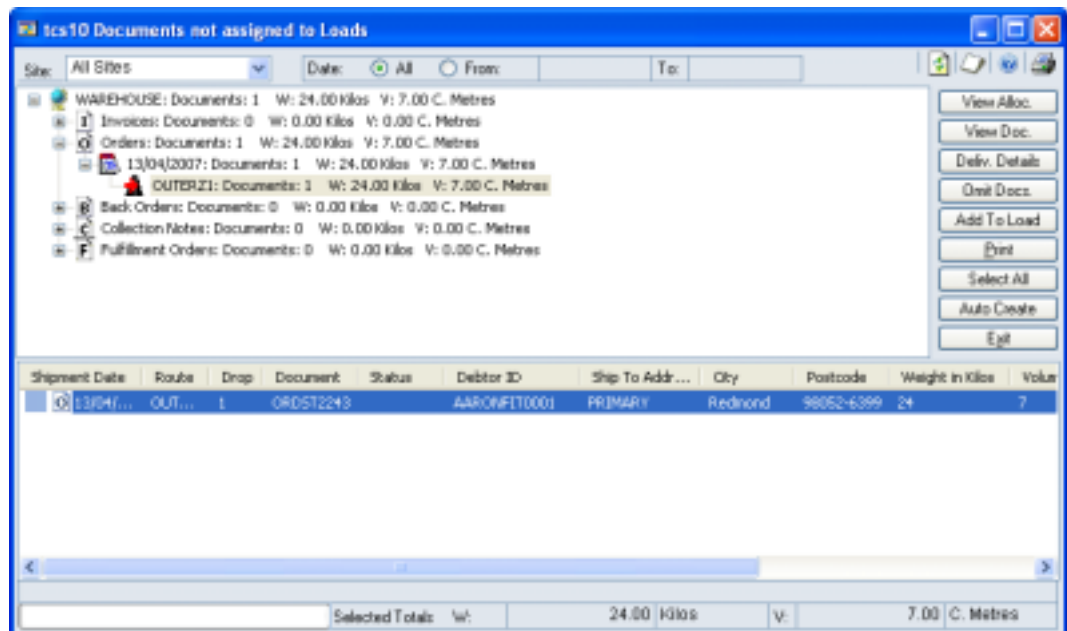 tcs10 Documents not assigned to Loads
Site: All Sites Date: All From: To:
WAREHOUSE: Documents: 1 W: 24.00 Kilos V: 7.00 C. Metres
I Invoices: Documents: 0 W: 0.00 Kilos V: 0.00 C. Metres
O Orders: Documents: 1 W: 24.00 Kilos V: 7.00 C. Metres
13/04/2007: Documents: 1 W: 24.00 Kilos V: 7.00 C. Metres
OUTERZ1: Documents: 1 W: 24.00 Kilos V: 7.00 C. Metres
B Back Orders: Documents: 0 W: 0.00 Kilos V: 0.00 C. Metres
C Collection Notes: Documents: 0 W: 0.00 Kilos V: 0.00 C. Metres
F Fulfillment Orders: Documents: 0 W: 0.00 Kilos V: 0.00 C. Metres
View Alloc.
View Doc.
Deliv. Details
Omit Docs.
Add To Load
Print
Select All
Auto Create
Exit
Shipment Date Route Drop Document Status Debtor ID Ship To Addr... City Postcode Weight in Kilos Volum
O 13/04/... OUT... 1 ORDST2243 AARONFIT0001 PRIMARY Redmond 98052-6399 24 7
Selected Totals W: 24.00 Kilos V: 7.00 C. Metres